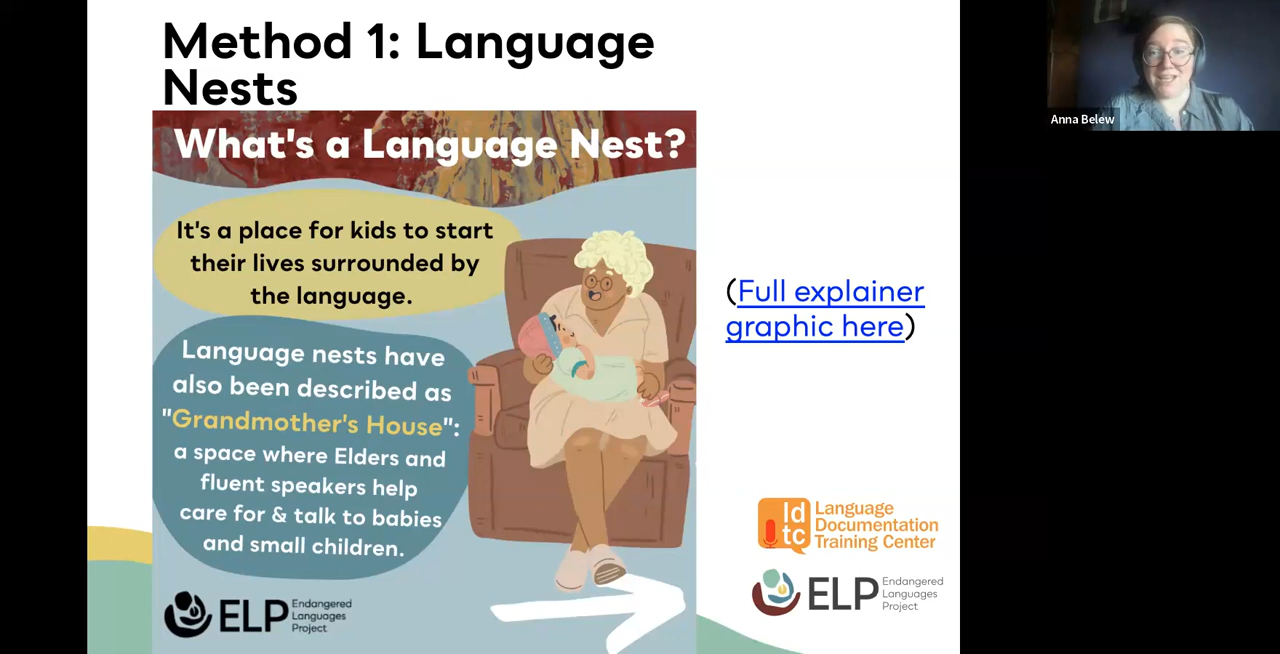 Method 1: Language
Nests
What's a Language Nest?
It's a place for kids to start
their lives surrounded by
the language.
Language nests have
also been described as
"Grandmother's House":
a space where Elders and
fluent speakers help
care for & talk to babies
and small children.
ELP Endangered
Languages
Project
(Full explainer
graphic here)
ld
tc
Language
Documentation
Training Center
ELP Endangered
Languages
Project
Anna Belew